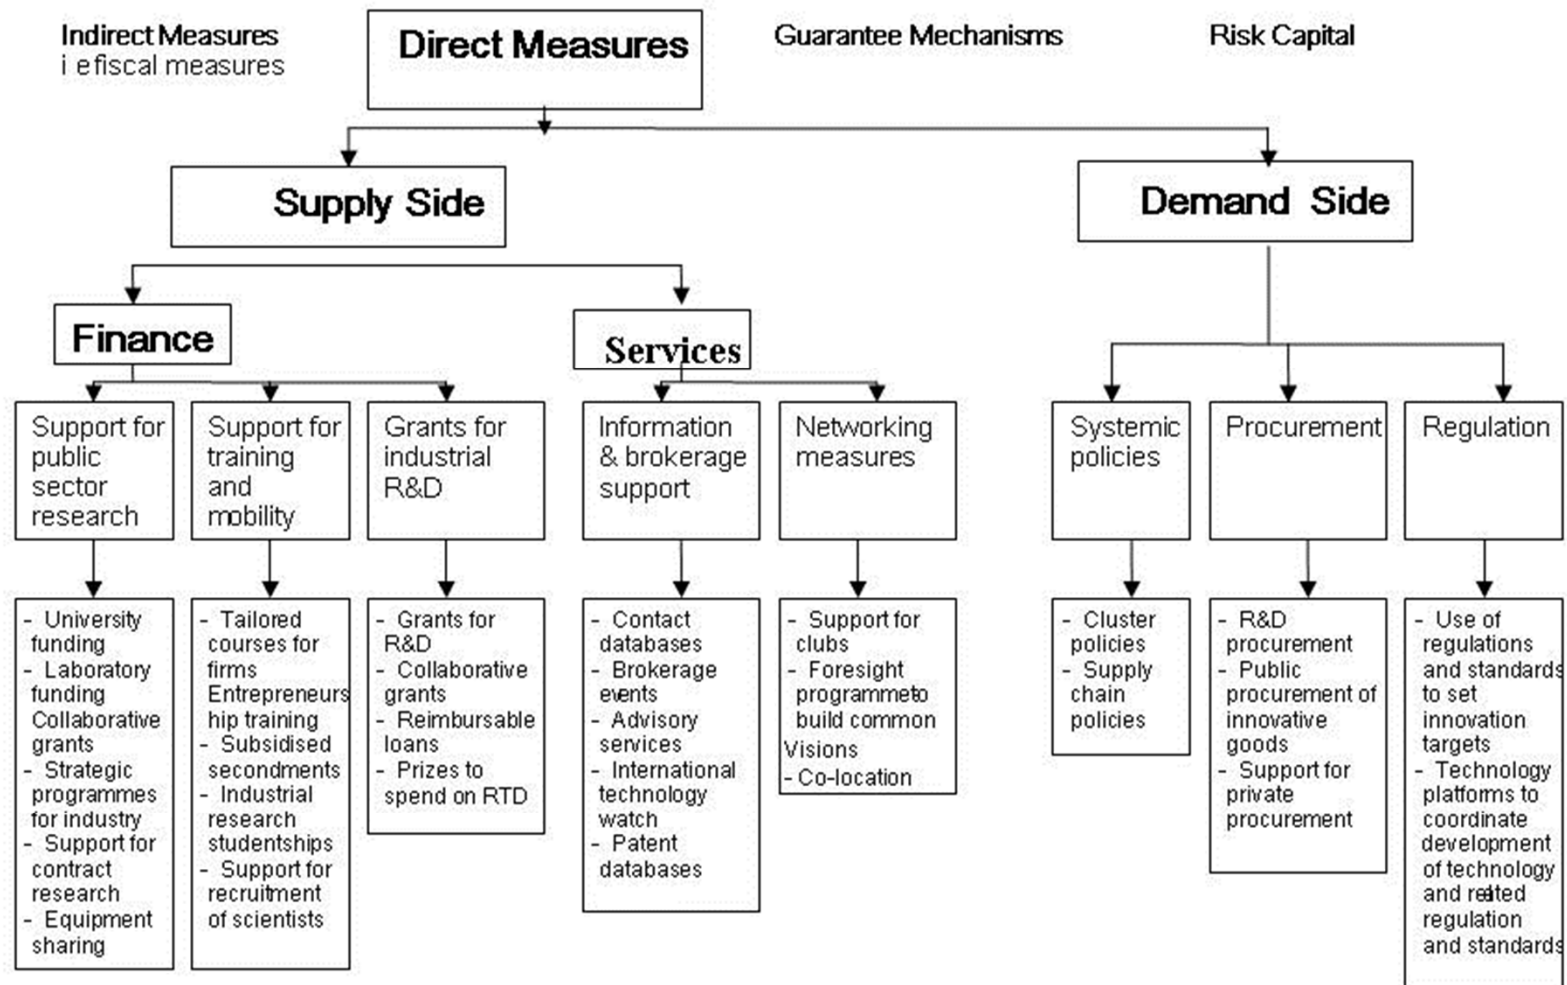 Indirect Measures
i e fiscal measures
Direct Measures
Guarantee Mechanisms
Risk Capital
Supply Side
Demand Side
Finance
Services
Support for
public
sector
research
Support for
training
and
mobility
Grants for
industrial
R&D
Information
& brokerage
support
Networking
measures
Systemic
policies
Procurement
Regulation
- University
funding
- Laboratory
funding
Collaborative
grants
- Strategic
programmes
for industry
- Support for
contract
research
- Equipment
sharing
- Tailored
courses for
firms
Entrepreneurs
hip training
- Subsidised
secondments
- Industrial
research
studentships
- Support for
recruitment
of scientists
- Grants for
R&D
- Collaborative
grants
- Reimbursable
loans
- Prizes to
spend on RTD
- Contact
databases
- Brokerage
events
- Advisory
services
- International
technology
watch
- Patent
databases
- Support for
clubs
- Foresight
programme to
build common
Visions
- Co-location
- Cluster
policies
- Supply
chain
policies
- R&D
procurement
- Public
procurement of
innovative
goods
- Support for
private
procurement
- Use of
regulations
and standards
to set
innovation
targets
- Technology
platforms to
coordinate
development
of technology
and related
regulation
and standards